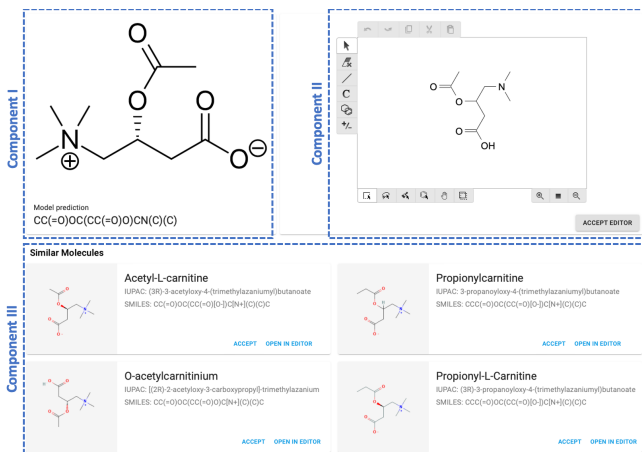 Component I
O
O
O
N
⊕
O⊖
Model prediction
CC(=O)OC(CC(=O)O)CN(C)(C)
Component II
C
+/-
O
O
N
O
OH
ACCEPT EDITOR
Component III
Similar Molecules
Acetyl-L-carnitine
IUPAC: (3R)-3-acetyloxy-4-(trimethylazaniumyl)butanoate
SMILES: CC(=O)OC(CC(=O)[O-])C[N+](C)(C)C
ACCEPT OPEN IN EDITOR
Propionylcarnitine
IUPAC: 3-propanoyloxy-4-(trimethylazaniumyl)butanoate
SMILES: CCC(=O)OC(CC(=O)[O-])C[N+](C)(C)C
ACCEPT OPEN IN EDITOR
O-acetylcarnitinium
IUPAC: [(2R)-2-acetyloxy-3-carboxypropyl]-trimethylazanium
SMILES: CC(=O)OC(CC(=O)O)C[N+](C)(C)C
ACCEPT OPEN IN EDITOR
Propionyl-L-Carnitine
IUPAC: (3R)-3-propanoyloxy-4-(trimethylazaniumyl)butanoate
SMILES: CCC(=O)OC(CC(=O)[O-])C[N+](C)(C)C
ACCEPT OPEN IN EDITOR